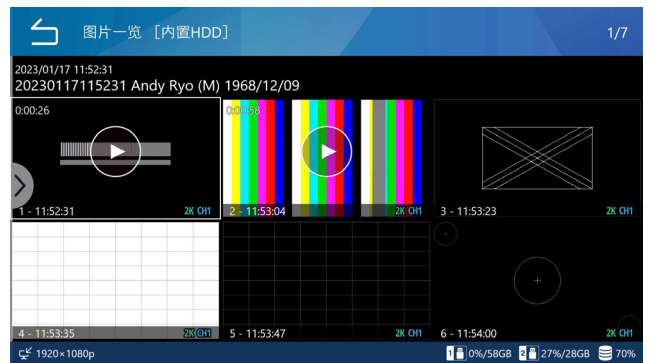 图片一览 [内置HDD]
1/7
2023/01/17 11:52:31
20230117115231 Andy Ryo (M) 1968/12/09
0:00:26
0:00:58
1 - 11:52:31
2K CH1
2 - 11:53:04
2K CH1
3 - 11:53:23
2K CH1
4 - 11:53:35
2K CH1
5 - 11:53:47
2K CH1
6 - 11:54:00
2K CH1
1920×1080p
1 0%/58GB
2 27%/28GB
70%